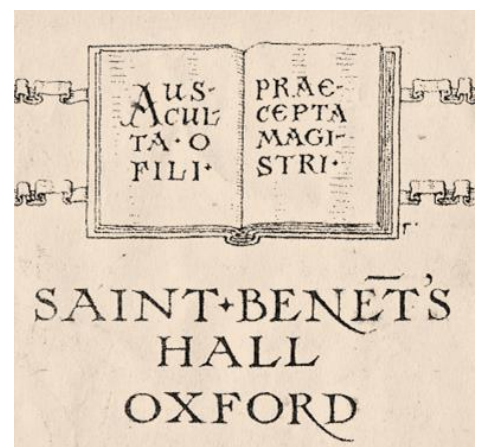 AUS-
CUL-
TA · O
FILI ·
PRAE-
CEPTA
MAGI-
STRI ·
SAINT · BENET'S
HALL
OXFORD